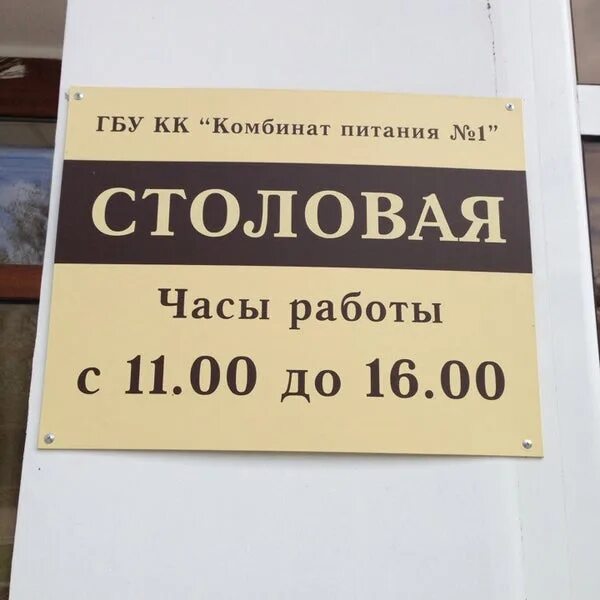 ГБУ КК “Комбинат питания №1”
СТОЛОВАЯ
Часы работы
с 11.00 до 16.00